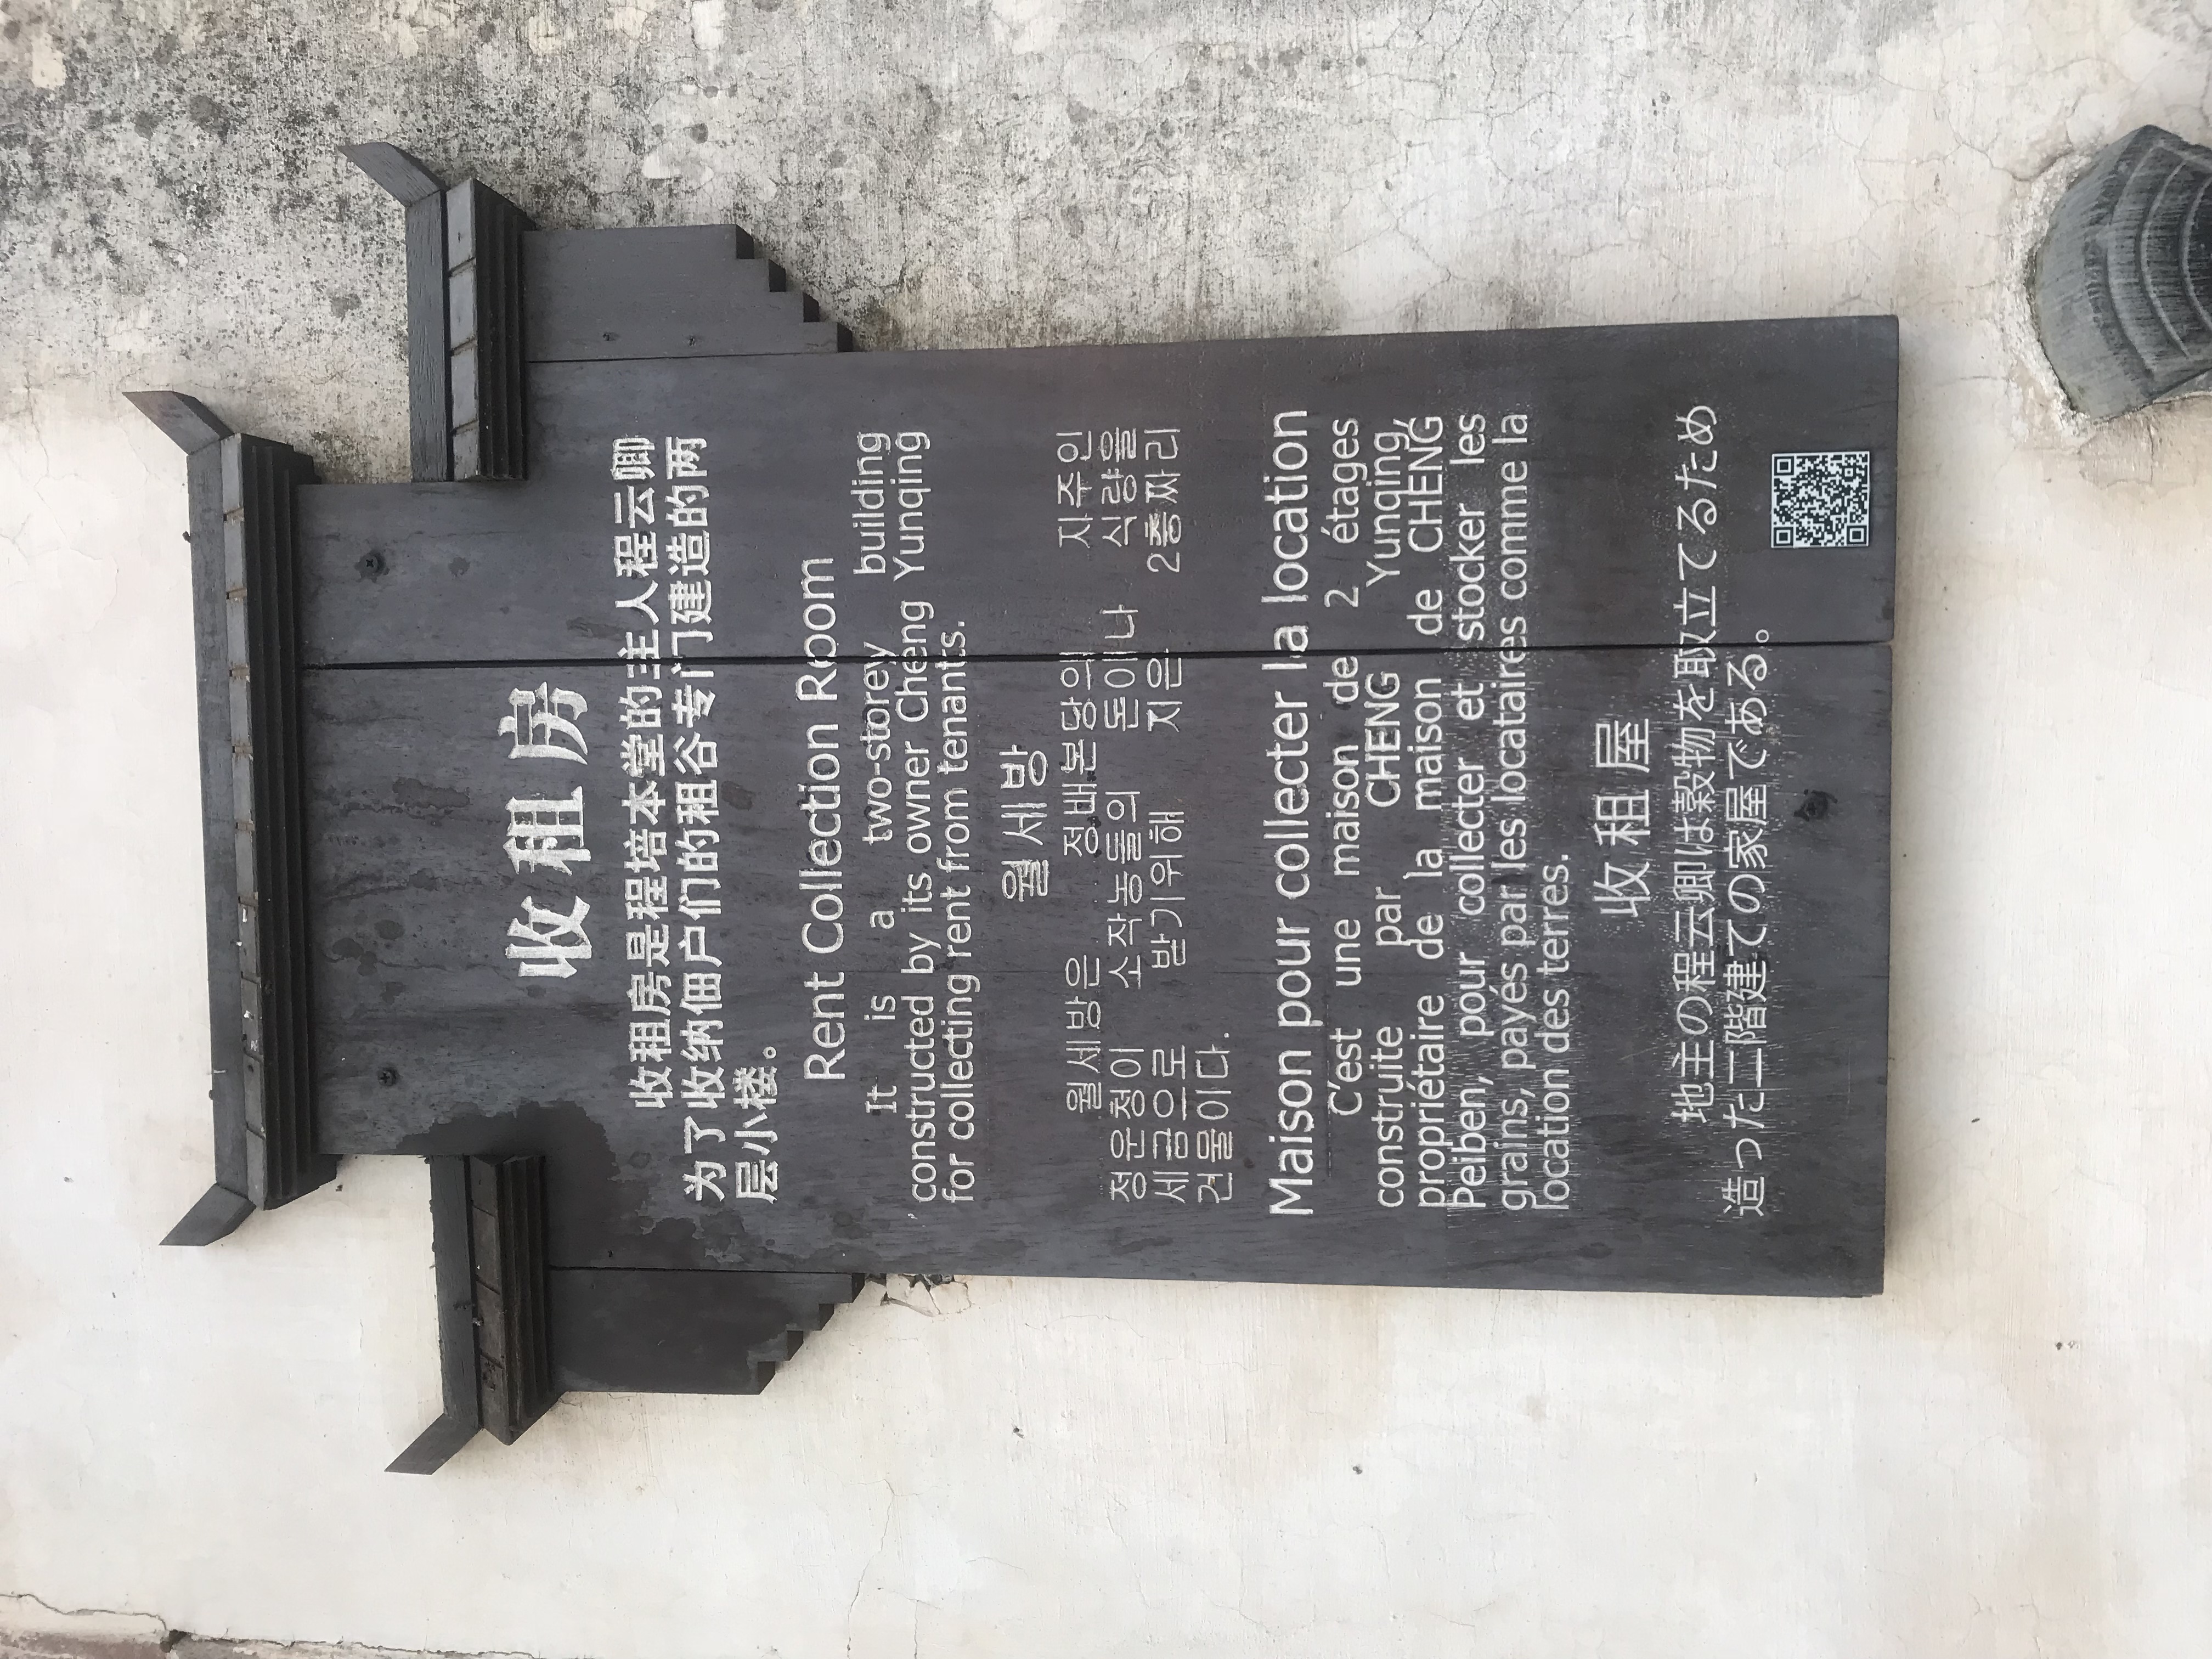 收租房
收租房是程培本堂的主人程云卿
为了收纳佃户们的租谷专门建造的两
层小楼。
Rent Collection Room
It is a two-storey building
constructed by its owner Cheng Yunqing
for collecting rent from tenants.
월세방
월세방은 정배본당의 지주인
정운청이 소작농들의 돈이나 식량을
세금으로 받기위해 지은 2층짜리
건물이다.
Maison pour collecter la location
C'est une maison de 2 étages
construite par CHENG Yunqing,
propriétaire de la maison de CHENG
Peiben, pour collecter et stocker les
grains, payés par les locataires comme la
location des terres.
收租屋
地主の程云卿は穀物を取立てるため
造った二階建ての家屋である。